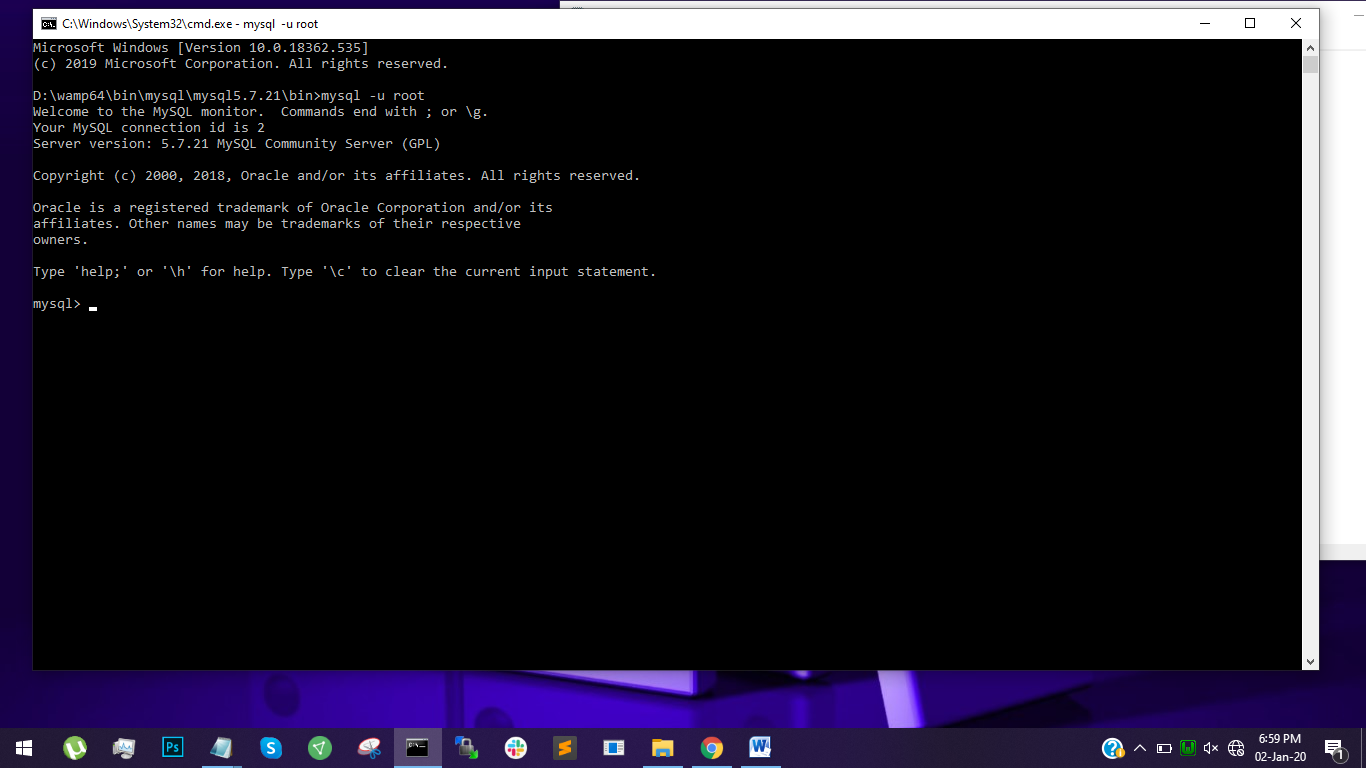 C:\Windows\System32\cmd.exe - mysql  -u root
Microsoft Windows [Version 10.0.18362.535]
(c) 2019 Microsoft Corporation. All rights reserved.
D:\wamp64\bin\mysql\mysql5.7.21\bin>mysql -u root
Welcome to the MySQL monitor.  Commands end with ; or \g.
Your MySQL connection id is 2
Server version: 5.7.21 MySQL Community Server (GPL)
Copyright (c) 2000, 2018, Oracle and/or its affiliates. All rights reserved.
Oracle is a registered trademark of Oracle Corporation and/or its
affiliates. Other names may be trademarks of their respective
owners.
Type 'help;' or '\h' for help. Type '\c' to clear the current input statement.
mysql>
Ps
6:59 PM
02-Jan-20
1